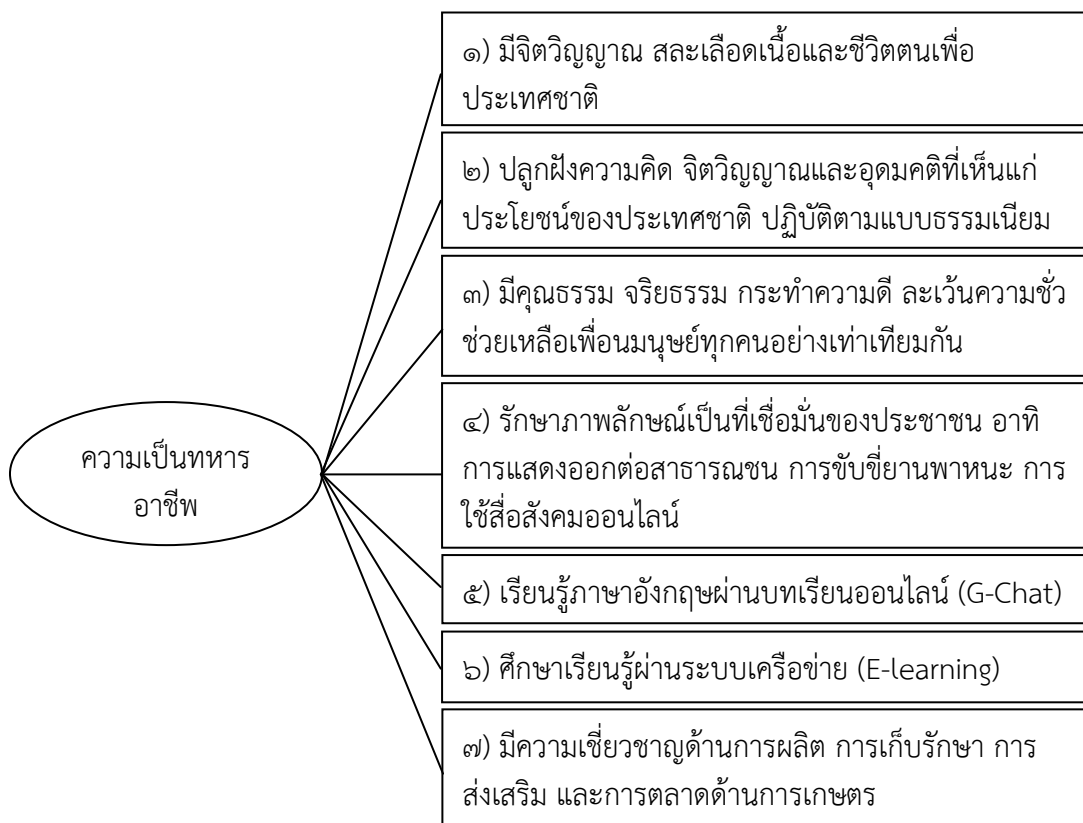 ๑) มีจิตวิญญาณ สละเลือดเนื้อและชีวิตตนเพื่อ
ประเทศชาติ
๒) ปลูกฝังความคิด จิตวิญญาณและอุดมคติที่เห็นแก่
ประโยชน์ของประเทศชาติ ปฏิบัติตามแบบธรรมเนียม
๓) มีคุณธรรม จริยธรรม กระทำความดี ละเว้นความชั่ว
ช่วยเหลือเพื่อนมนุษย์ทุกคนอย่างเท่าเทียมกัน
ความเป็นทหาร
อาชีพ
๔) รักษาภาพลักษณ์เป็นที่เชื่อมั่นของประชาชน อาทิ
การแสดงออกต่อสาธารณชน การขับขี่ยานพาหนะ การ
ใช้สื่อสังคมออนไลน์
๕) เรียนรู้ภาษาอังกฤษผ่านบทเรียนออนไลน์ (G-Chat)
๖) ศึกษาเรียนรู้ผ่านระบบเครือข่าย (E-learning)
๗) มีความเชี่ยวชาญด้านการผลิต การเก็บรักษา การ
ส่งเสริม และการตลาดด้านการเกษตร